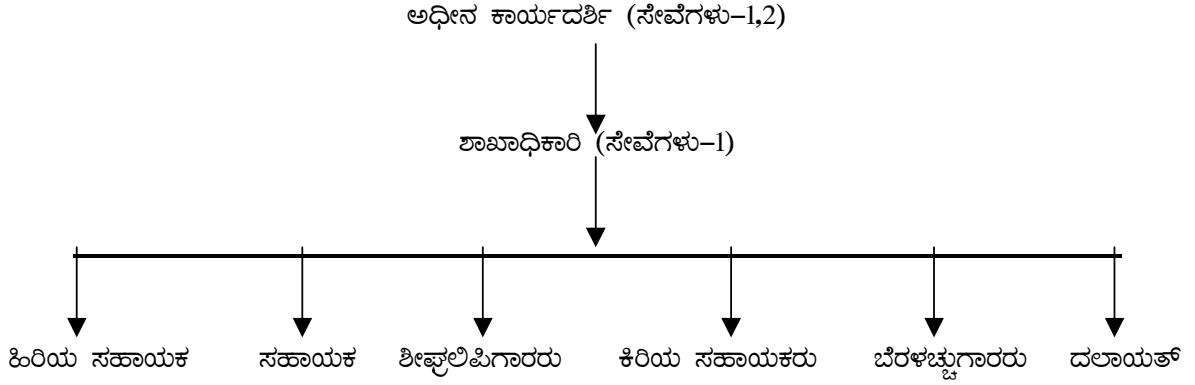 ಅಧೀನ ಕಾರ್ಯದರ್ಶಿ (ಸೇವೆಗಳು-1,2)
ಶಾಖಾಧಿಕಾರಿ (ಸೇವೆಗಳು-1)
ಹಿರಿಯ ಸಹಾಯಕ ಸಹಾಯಕ ಶೀಘ್ರಲಿಪಿಗಾರರು ಕಿರಿಯ ಸಹಾಯಕರು ಬೆರಳಚ್ಚುಗಾರರು ದಲಾಯತ್